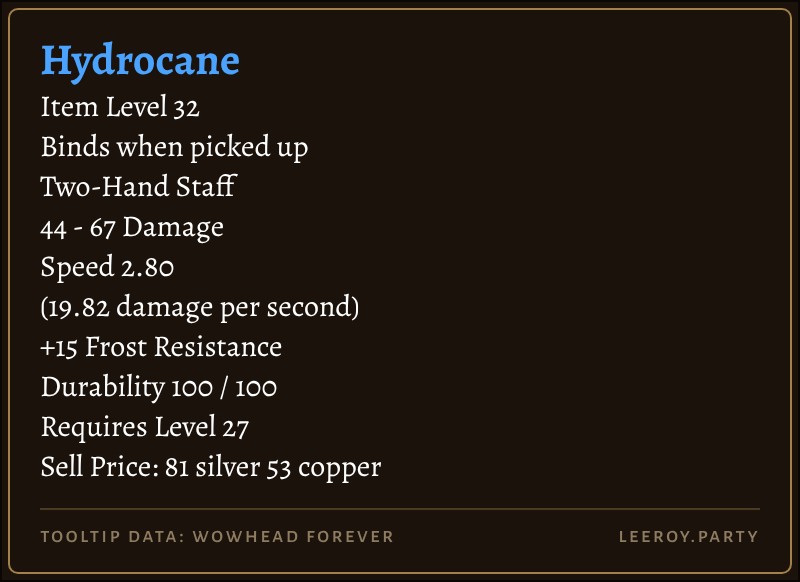 Hydrocane
Item Level 32
Binds when picked up
Two-Hand Staff
44 - 67 Damage
Speed 2.80
(19.82 damage per second)
+15 Frost Resistance
Durability 100 / 100
Requires Level 27
Sell Price: 81 silver 53 copper
TOOLTIP DATA: WOWHEAD FOREVER
LEEROY.PARTY